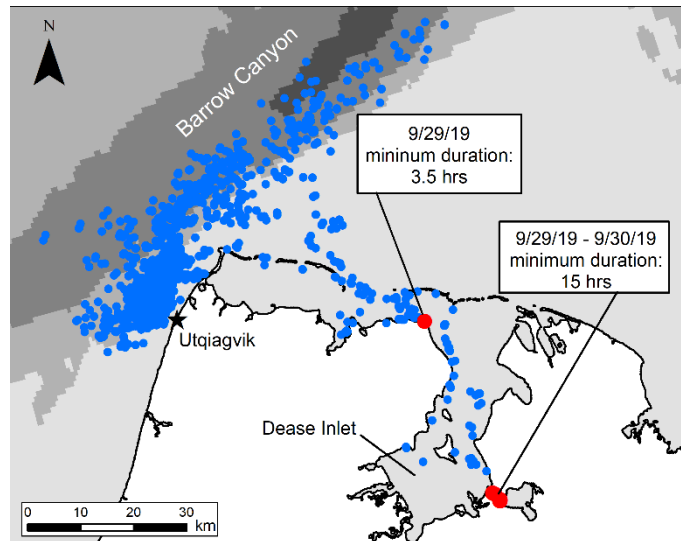 N
Barrow Canyon
9/29/19
mininum duration:
3.5 hrs
9/29/19 - 9/30/19
minimum duration:
15 hrs
Utqiagvik
Dease Inlet
0 10 20 30
km